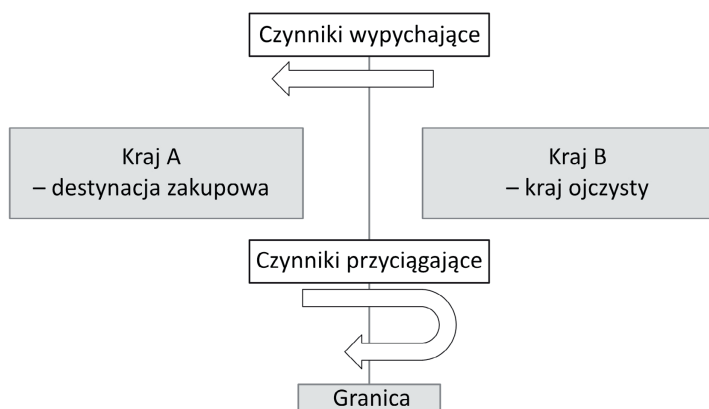 Czynniki wypychające
Kraj A
– destynacja zakupowa
Kraj B
– kraj ojczysty
Czynniki przyciągające
Granica